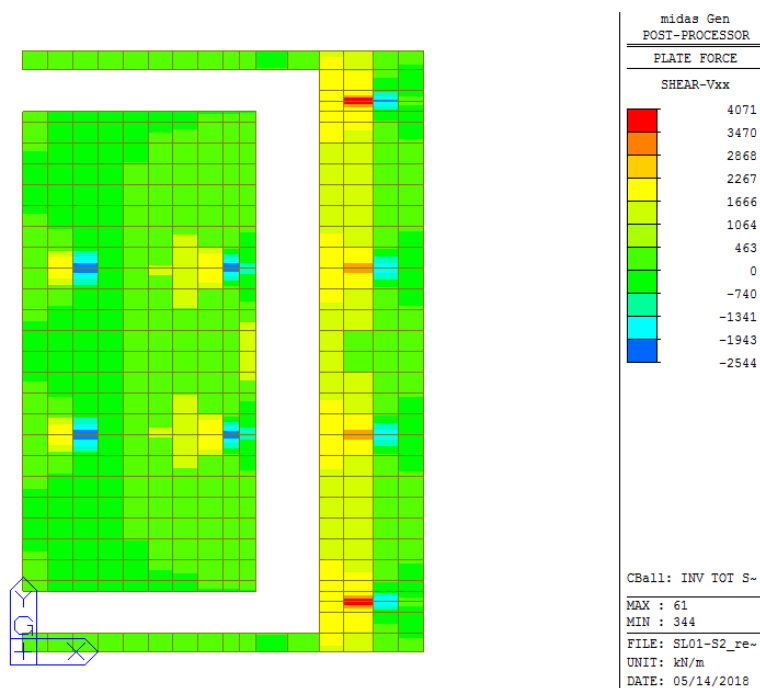 midas Gen
POST-PROCESSOR
PLATE FORCE
SHEAR-Vxx
4071
3470
2868
2267
1666
1064
463
0
-740
-1341
-1943
-2544
Y
G
X
CBall: INV TOT S~
MAX : 61
MIN : 344
FILE: SL01-S2_re~
UNIT: kN/m
DATE: 05/14/2018